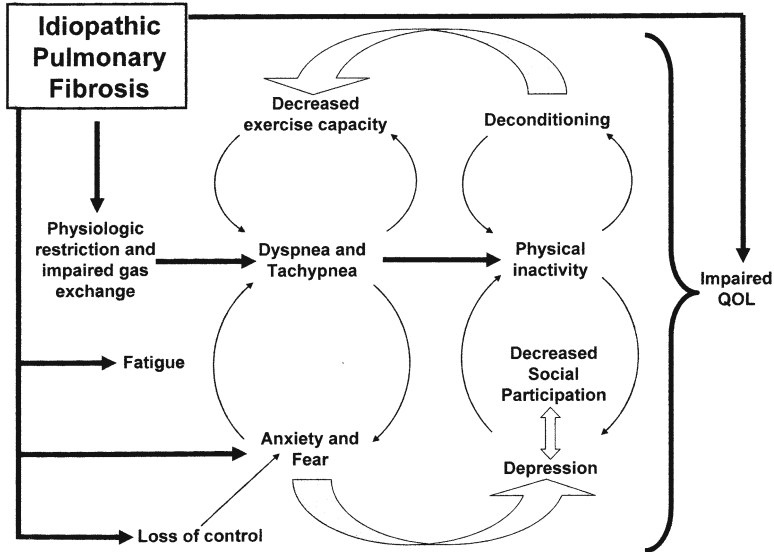 Idiopathic
Pulmonary
Fibrosis
Decreased
exercise capacity
Deconditioning
Physiologic
restriction and
impaired gas
exchange
Dyspnea and
Tachypnea
Physical
inactivity
Impaired
QOL
Fatigue
Decreased
Social
Participation
Anxiety and
Fear
Depression
Loss of control